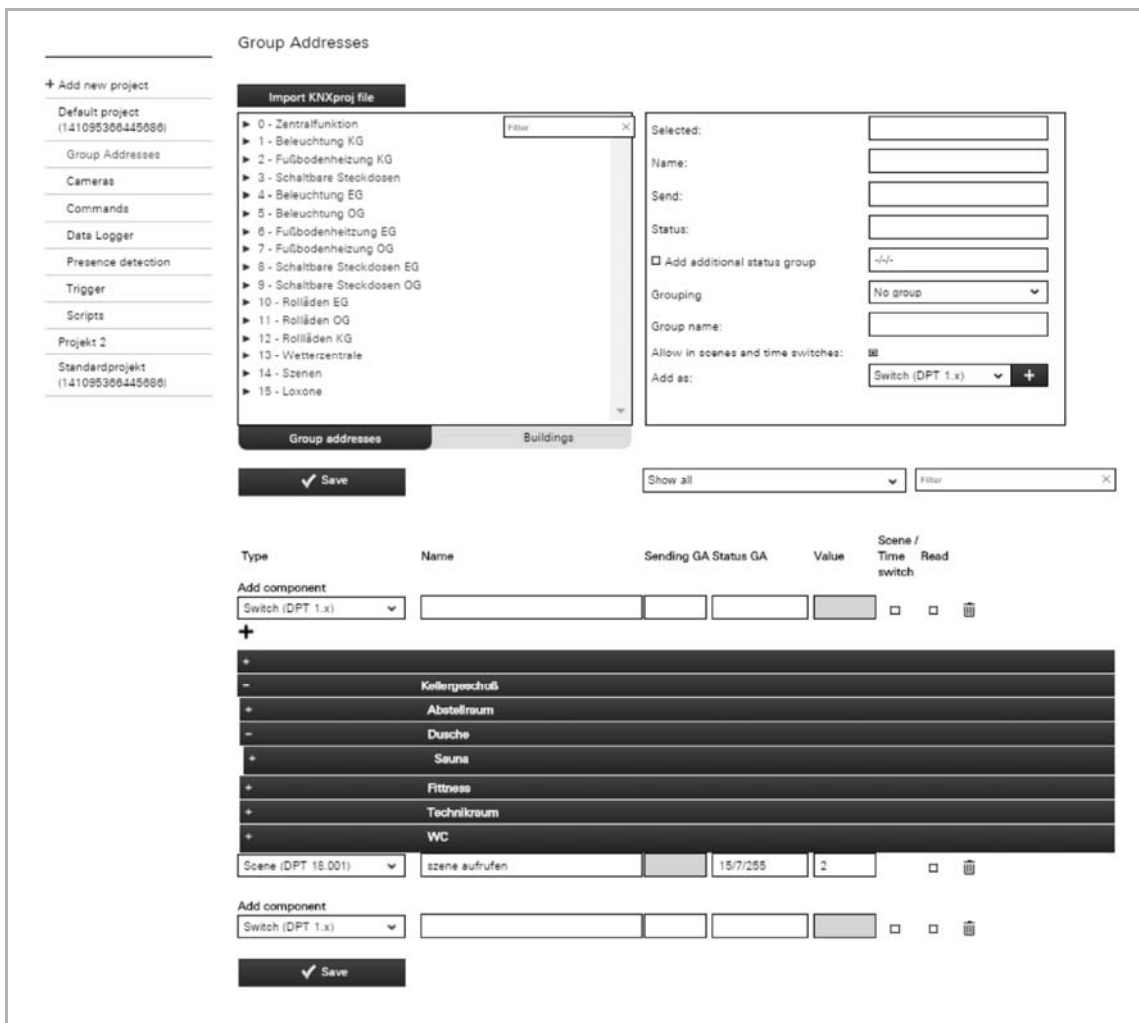 Group Addresses
+ Add new project
Default project
(141095366445686)
Group Addresses
Cameras
Commands
Data Logger
Presence detection
Trigger
Scripts
Projekt 2
Standardprojekt
(141095366445686)
Import KNXproj file
Filter
0 - Zentralfunktion
1 - Beleuchtung KG
2 - Fußbodenheizung KG
3 - Schaltbare Steckdosen
4 - Beleuchtung EG
5 - Beleuchtung OG
6 - Fußbodenheitzung EG
7 - Fußbodenheizung OG
8 - Schaltbare Steckdosen EG
9 - Schaltbare Steckdosen OG
10 - Rolläden EG
11 - Rolläden OG
12 - Rollläden KG
13 - Wetterzentrale
14 - Szenen
15 - Loxone
Group addresses
Buildings
Selected:
Name:
Send:
Status:
Add additional status group -/-/-
Grouping No group
Group name:
Allow in scenes and time switches:
Add as: Switch (DPT 1.x) +
Save
Show all
Filter
Type Name Sending GA Status GA Value Scene / Time switch Read
Add component
Switch (DPT 1.x)
+
+
- Kellergeschoß
+ Abstellraum
- Dusche
+ Sauna
+ Fittness
+ Technikraum
+ WC
Scene (DPT 18.001) szene aufrufen 15/7/255 2
Add component
Switch (DPT 1.x)
Save